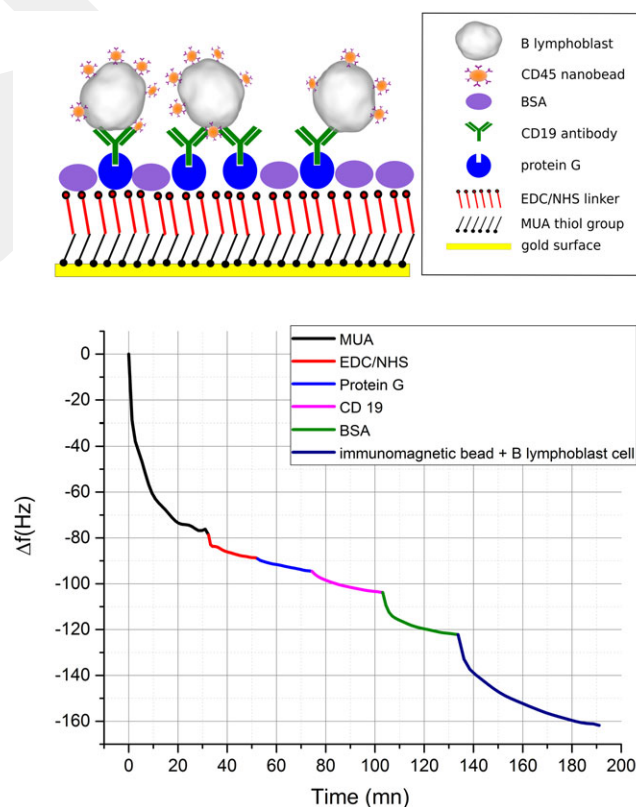 B lymphoblast
CD45 nanobead
BSA
CD19 antibody
protein G
EDC/NHS linker
MUA thiol group
gold surface
MUA
EDC/NHS
Protein G
CD 19
BSA
immunomagnetic bead + B lymphoblast cell
Δf(Hz)
0
-20
-40
-60
-80
-100
-120
-140
-160
0 20 40 60 80 100 120 140 160 180 200
Time (mn)